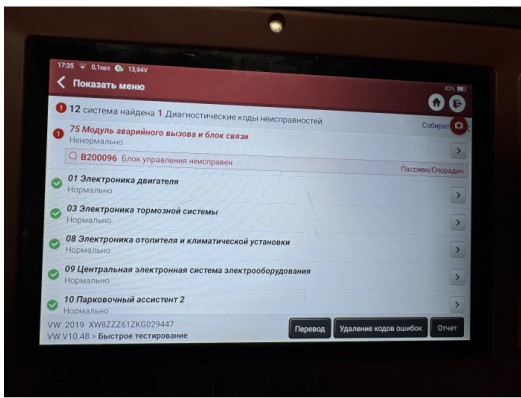 17:35 0,1квп 13,94V
83%
Показать меню
12 система найдена 1 Диагностические коды неисправностей
Собират
75 Модуль аварийного вызова и блок связи
Ненормально
B200096 Блок управления неисправен
Пассивн/Спорадич
01 Электроника двигателя
Нормально
03 Электроника тормозной системы
Нормально
08 Электроника отопителя и климатической установки
Нормально
09 Центральная электронная система электрооборудования
Нормально
10 Парковочный ассистент 2
Нормально
VW 2019 XW8ZZZ61ZKG029447
VW V10.48 > Быстрое тестирование
Перевод Удаление кодов ошибок Отчет